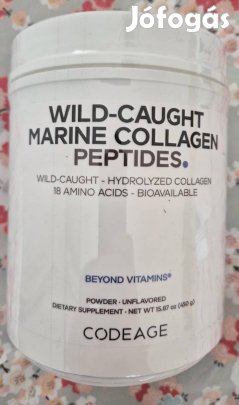 Jófogás
WILD-CAUGHT
MARINE COLLAGEN
PEPTIDES.
WILD-CAUGHT - HYDROLYZED COLLAGEN
18 AMINO ACIDS - BIOAVAILABLE
BEYOND VITAMINS®
POWDER - UNFLAVORED
DIETARY SUPPLEMENT - NET WT 15.87 oz (450 g)
CODEAGE